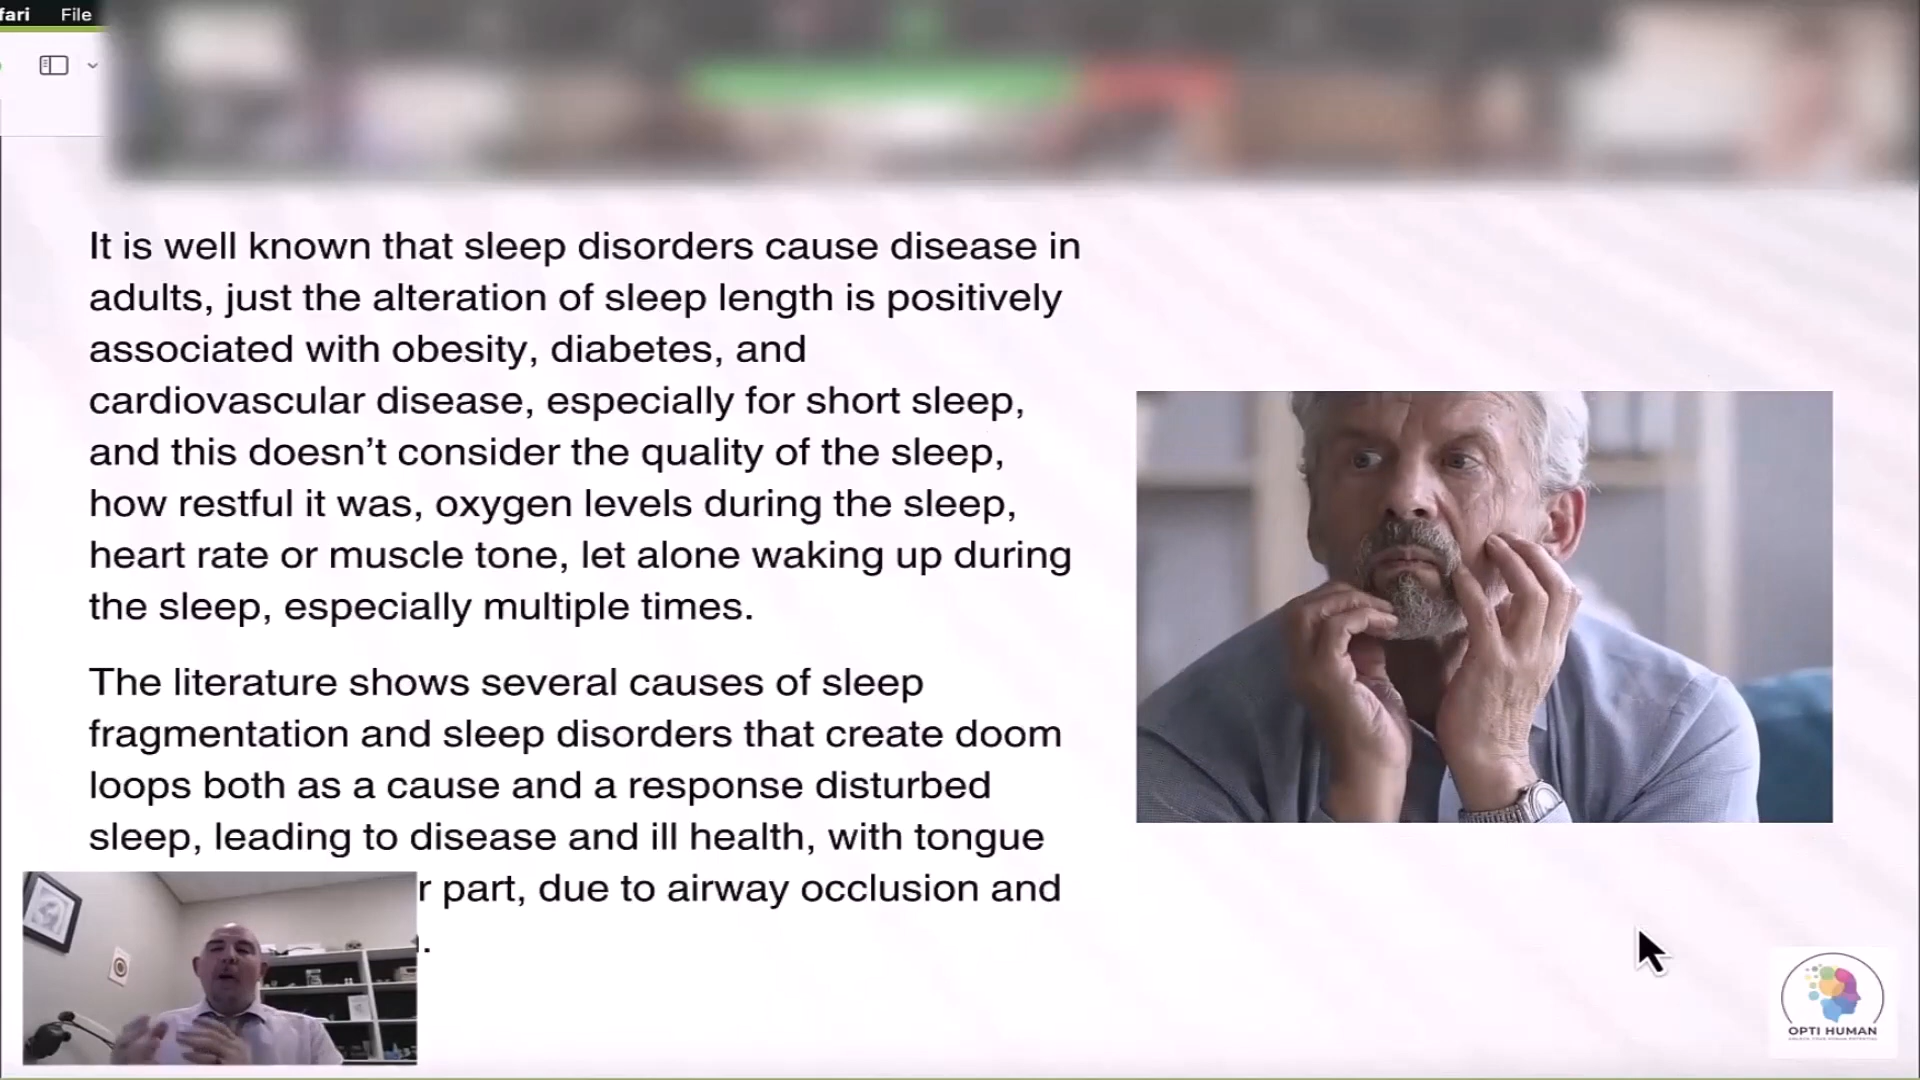 fari File
It is well known that sleep disorders cause disease in
adults, just the alteration of sleep length is positively
associated with obesity, diabetes, and
cardiovascular disease, especially for short sleep,
and this doesn’t consider the quality of the sleep,
how restful it was, oxygen levels during the sleep,
heart rate or muscle tone, let alone waking up during
the sleep, especially multiple times.
The literature shows several causes of sleep
fragmentation and sleep disorders that create doom
loops both as a cause and a response disturbed
sleep, leading to disease and ill health, with tongue
r part, due to airway occlusion and
.
OPTI HUMAN